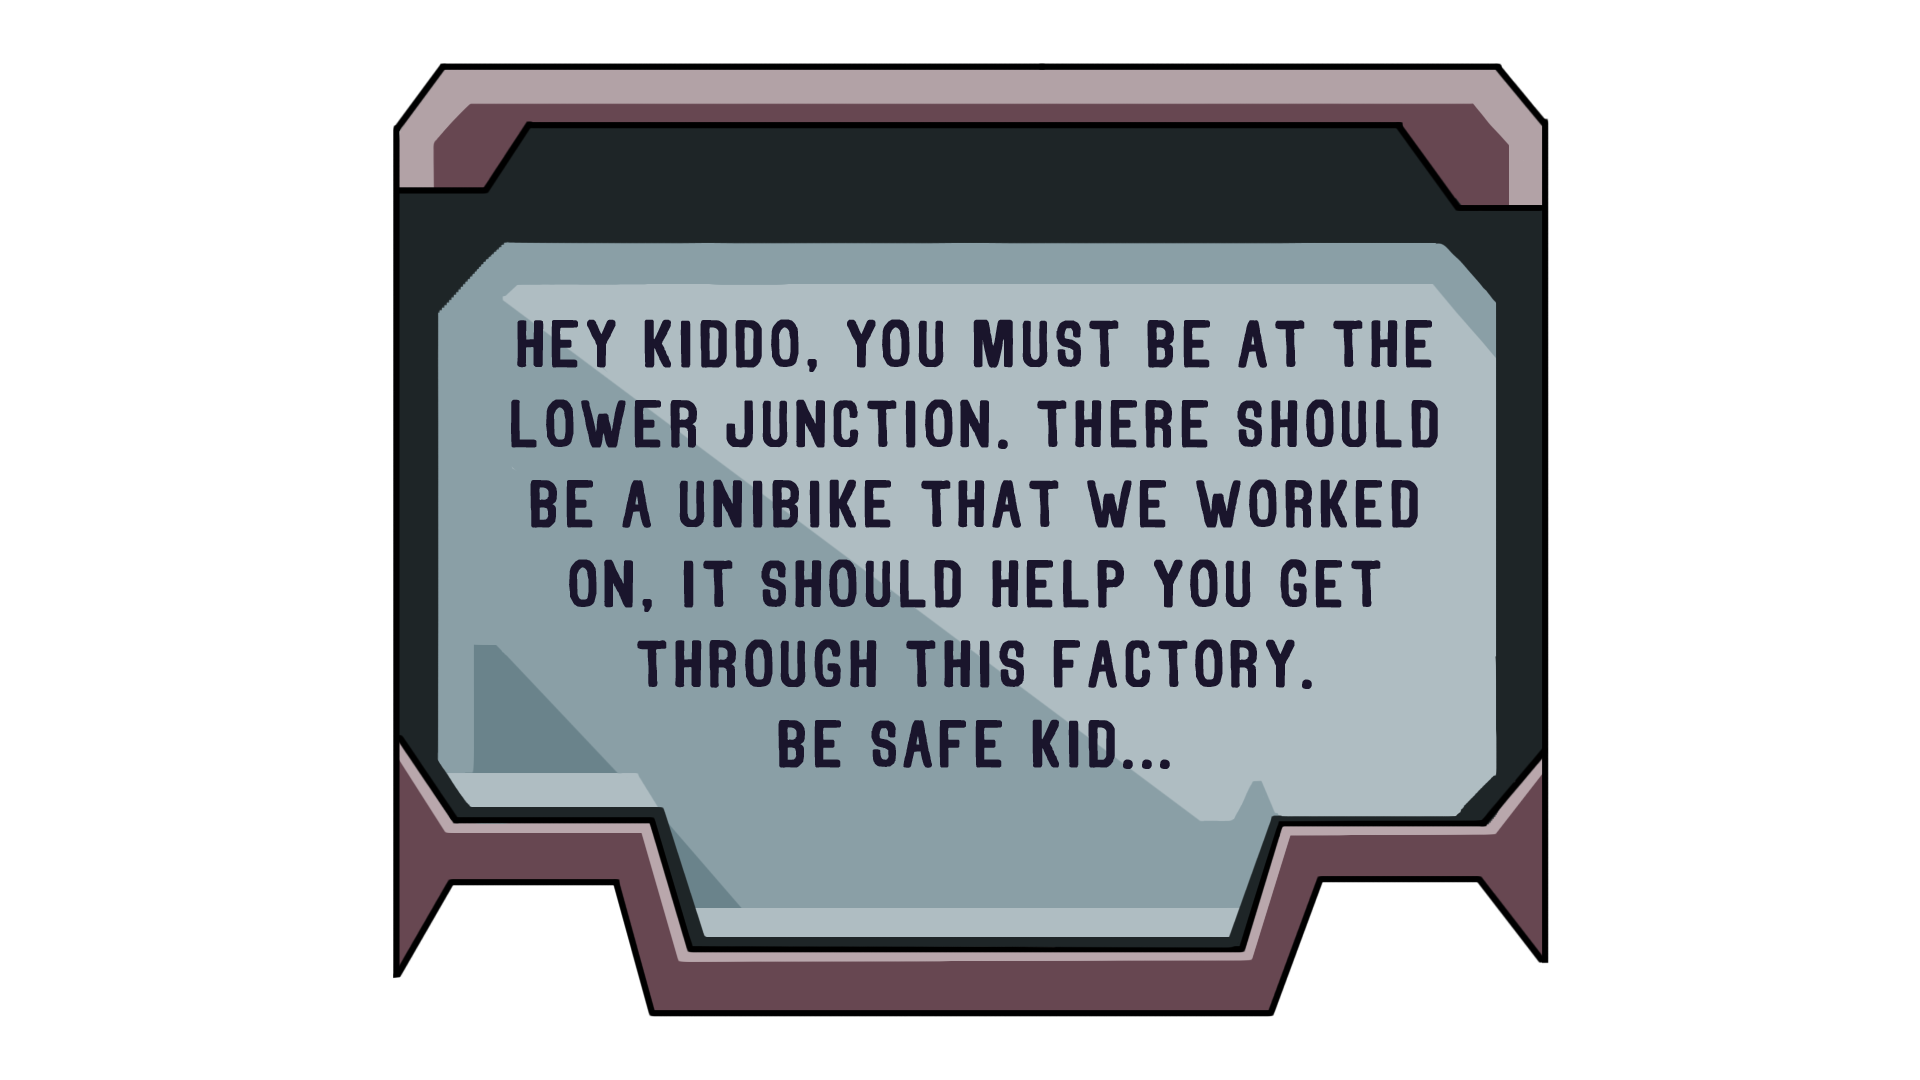 HEY KIDDO, YOU MUST BE AT THE
LOWER JUNCTION. THERE SHOULD
BE A UNIBIKE THAT WE WORKED
ON, IT SHOULD HELP YOU GET
THROUGH THIS FACTORY.
BE SAFE KID...